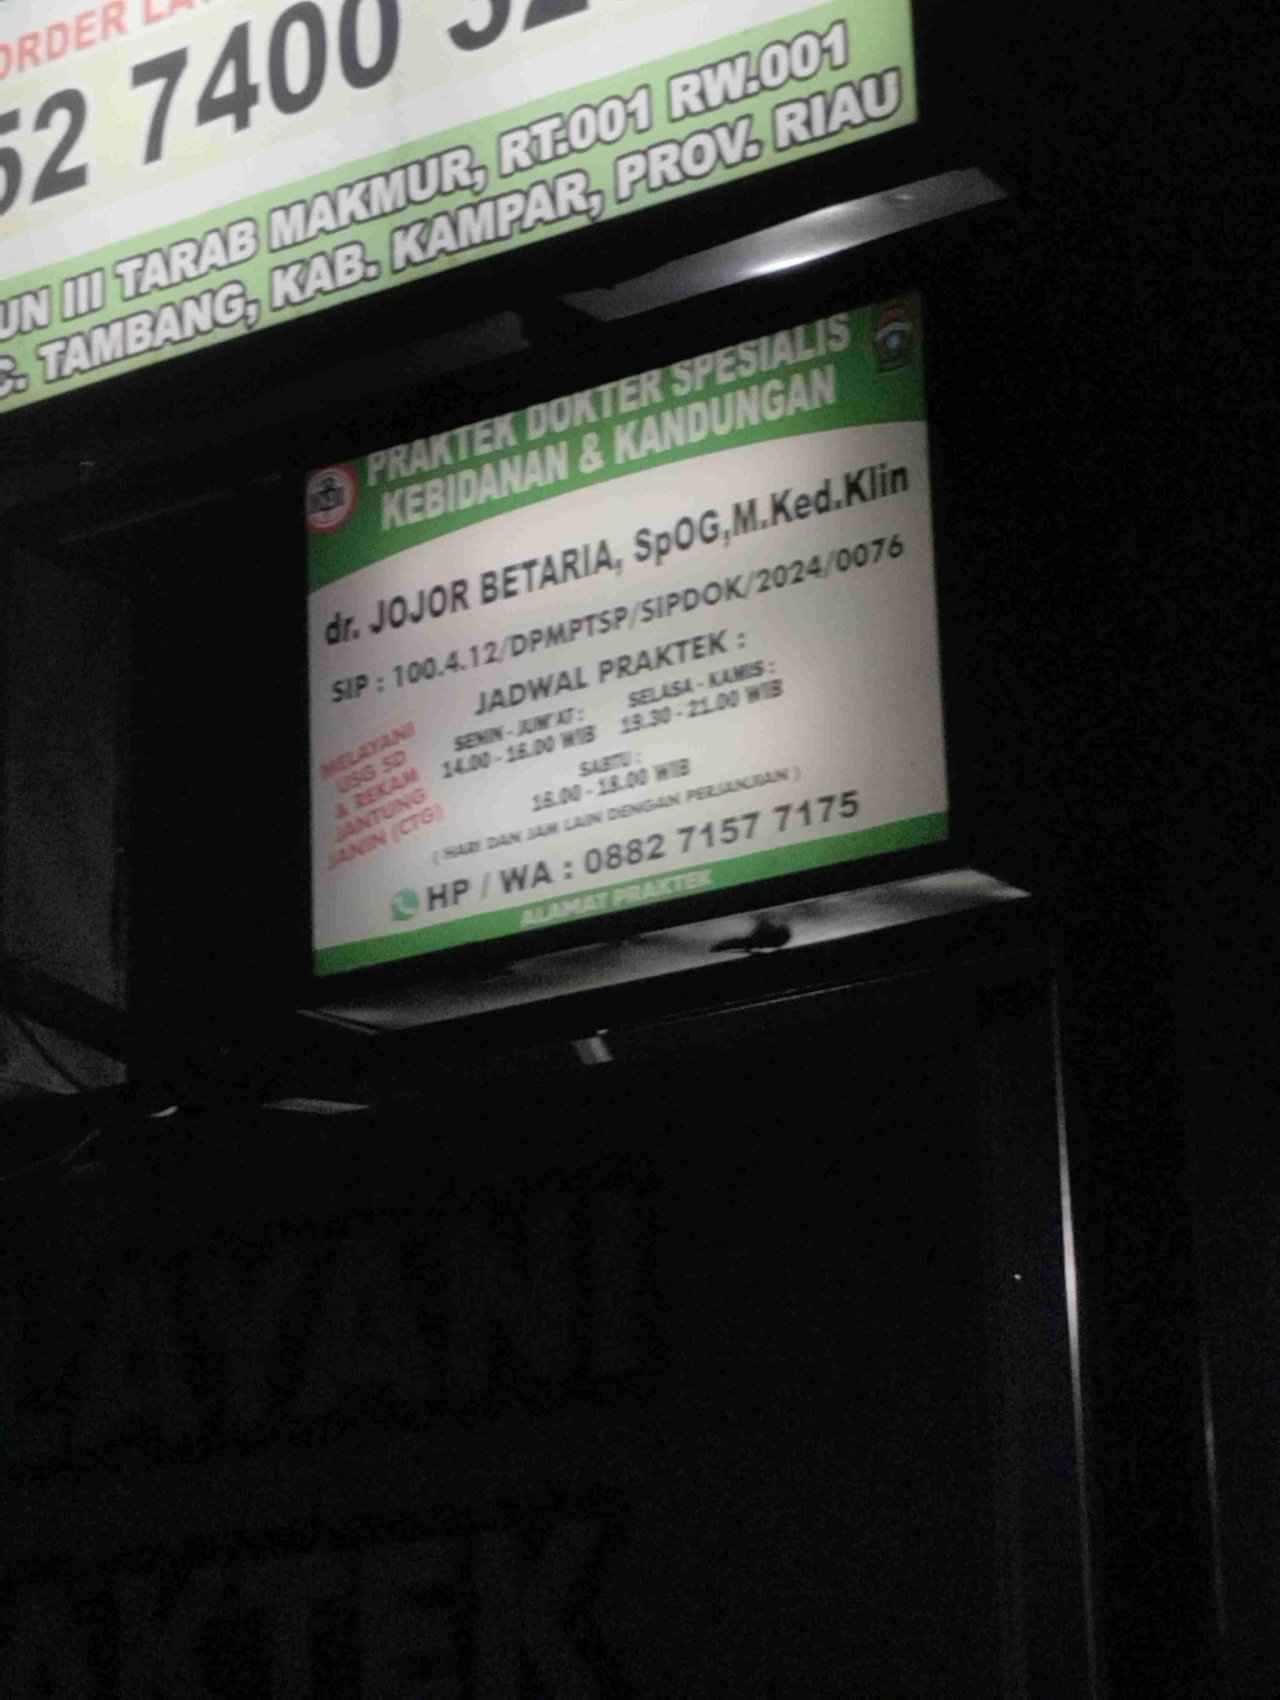 ORDER
52 7400
RT.001 RW.001
III TARAB MAKMUR,
TAMBANG, KAB. KAMPAR, PROV. RIAU
PRAKTEK DOKTER SPESIALIS
KEBIDANAN & KANDUNGAN
dr. JOJOR BETARIA, SpOG,M.Ked.Klin
SIP : 100.4.12/DPMPTSP/SIPDOK/2024/0076
JADWAL PRAKTEK :
SENIN - JUM'AT :
14.00 - 16.00 WIB
SELASA - KAMIS :
19.30 - 21.00 WIB
SABTU :
16.00 - 18.00 WIB
( HARI DAN JAM LAIN DENGAN PERJANJIAN )
MELAYANI
USG 5D
& REKAM
JANTUNG
JANIN (CTG)
HP / WA : 0882 7157 7175
ALAMAT PRAKTEK